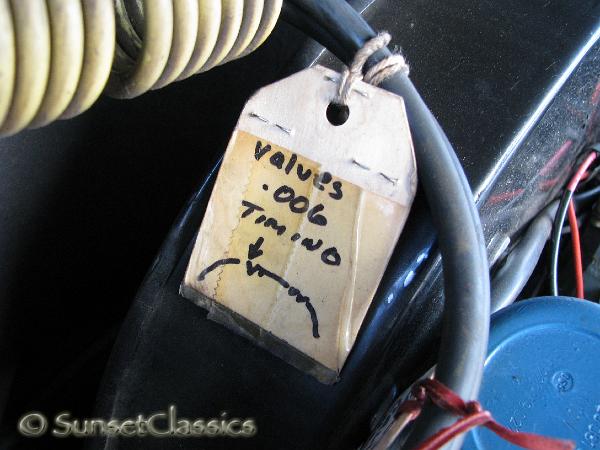 valves
.006
TIMING
© SunsetClassics